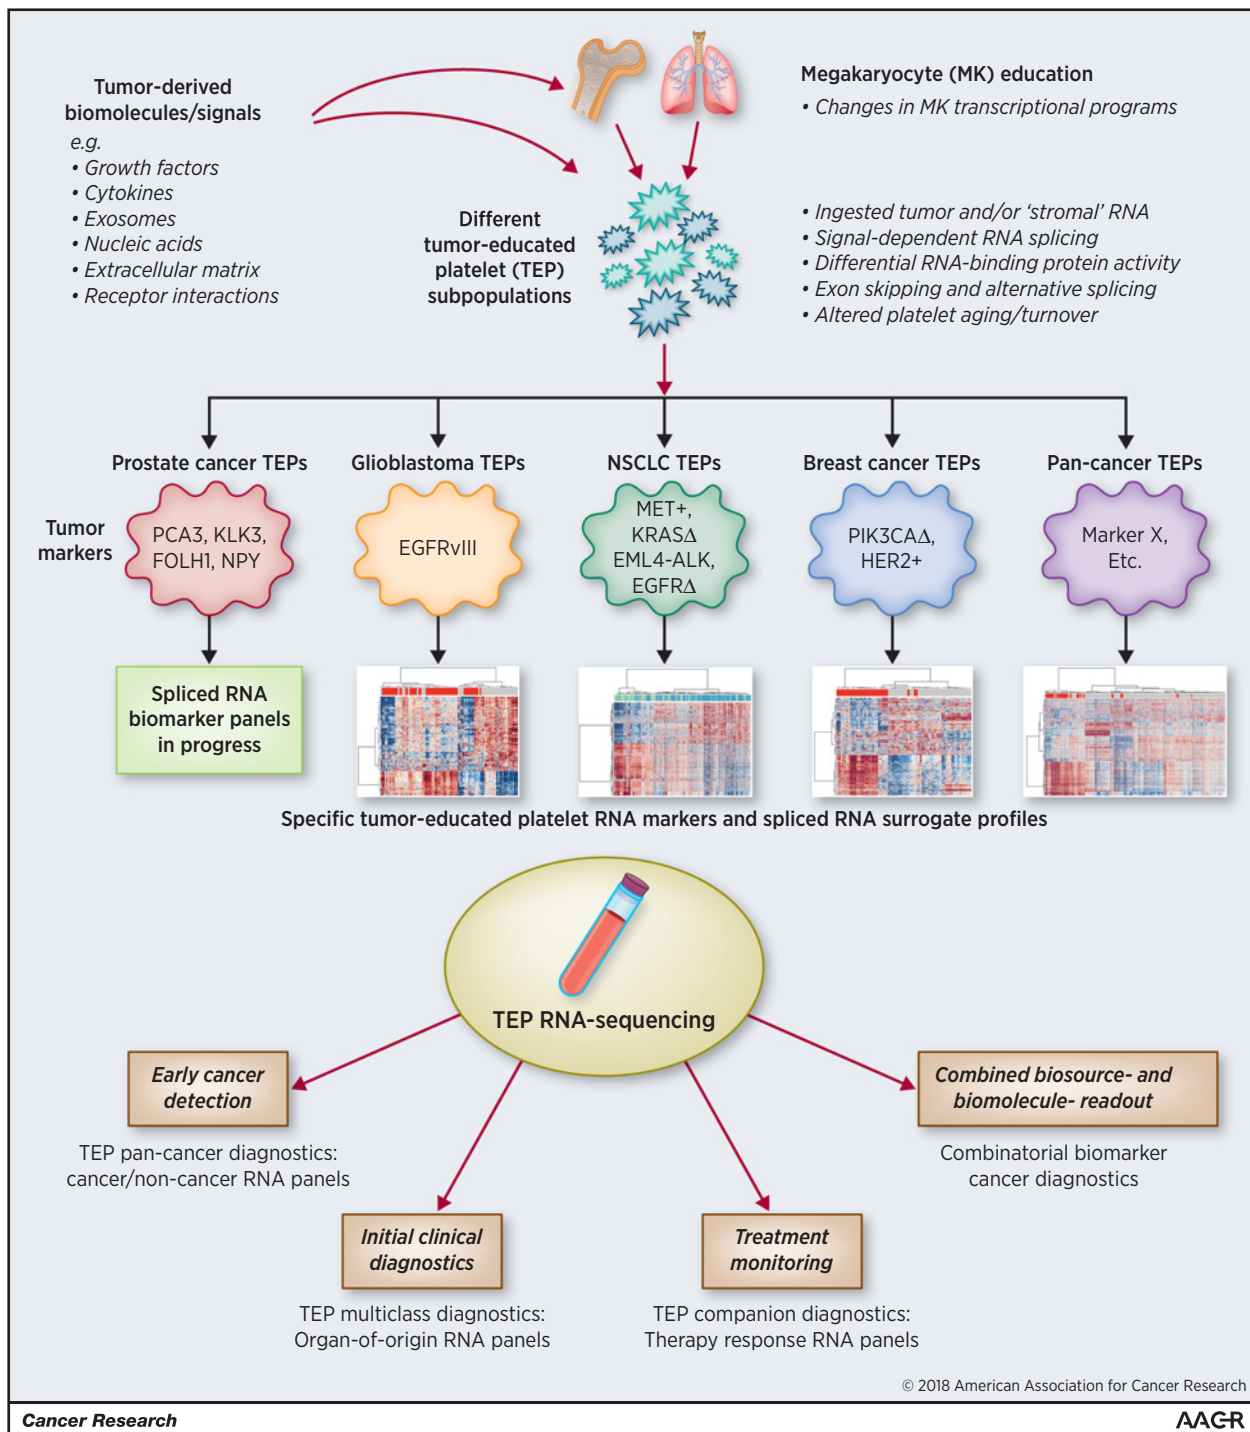 Tumor-derived
biomolecules/signals
e.g.
• Growth factors
• Cytokines
• Exosomes
• Nucleic acids
• Extracellular matrix
• Receptor interactions
Megakaryocyte (MK) education
• Changes in MK transcriptional programs
Different
tumor-educated
platelet (TEP)
subpopulations
• Ingested tumor and/or ‘stromal’ RNA
• Signal-dependent RNA splicing
• Differential RNA-binding protein activity
• Exon skipping and alternative splicing
• Altered platelet aging/turnover
Prostate cancer TEPs
Glioblastoma TEPs
NSCLC TEPs
Breast cancer TEPs
Pan-cancer TEPs
Tumor
markers
PCA3, KLK3,
FOLH1, NPY
EGFRvIII
MET+,
KRASΔ
EML4-ALK,
EGFRΔ
PIK3CAΔ,
HER2+
Marker X,
Etc.
Spliced RNA
biomarker panels
in progress
Specific tumor-educated platelet RNA markers and spliced RNA surrogate profiles
TEP RNA-sequencing
Early cancer
detection
TEP pan-cancer diagnostics:
cancer/non-cancer RNA panels
Initial clinical
diagnostics
TEP multiclass diagnostics:
Organ-of-origin RNA panels
Treatment
monitoring
TEP companion diagnostics:
Therapy response RNA panels
Combined biosource- and
biomolecule- readout
Combinatorial biomarker
cancer diagnostics
© 2018 American Association for Cancer Research
Cancer Research
AACR